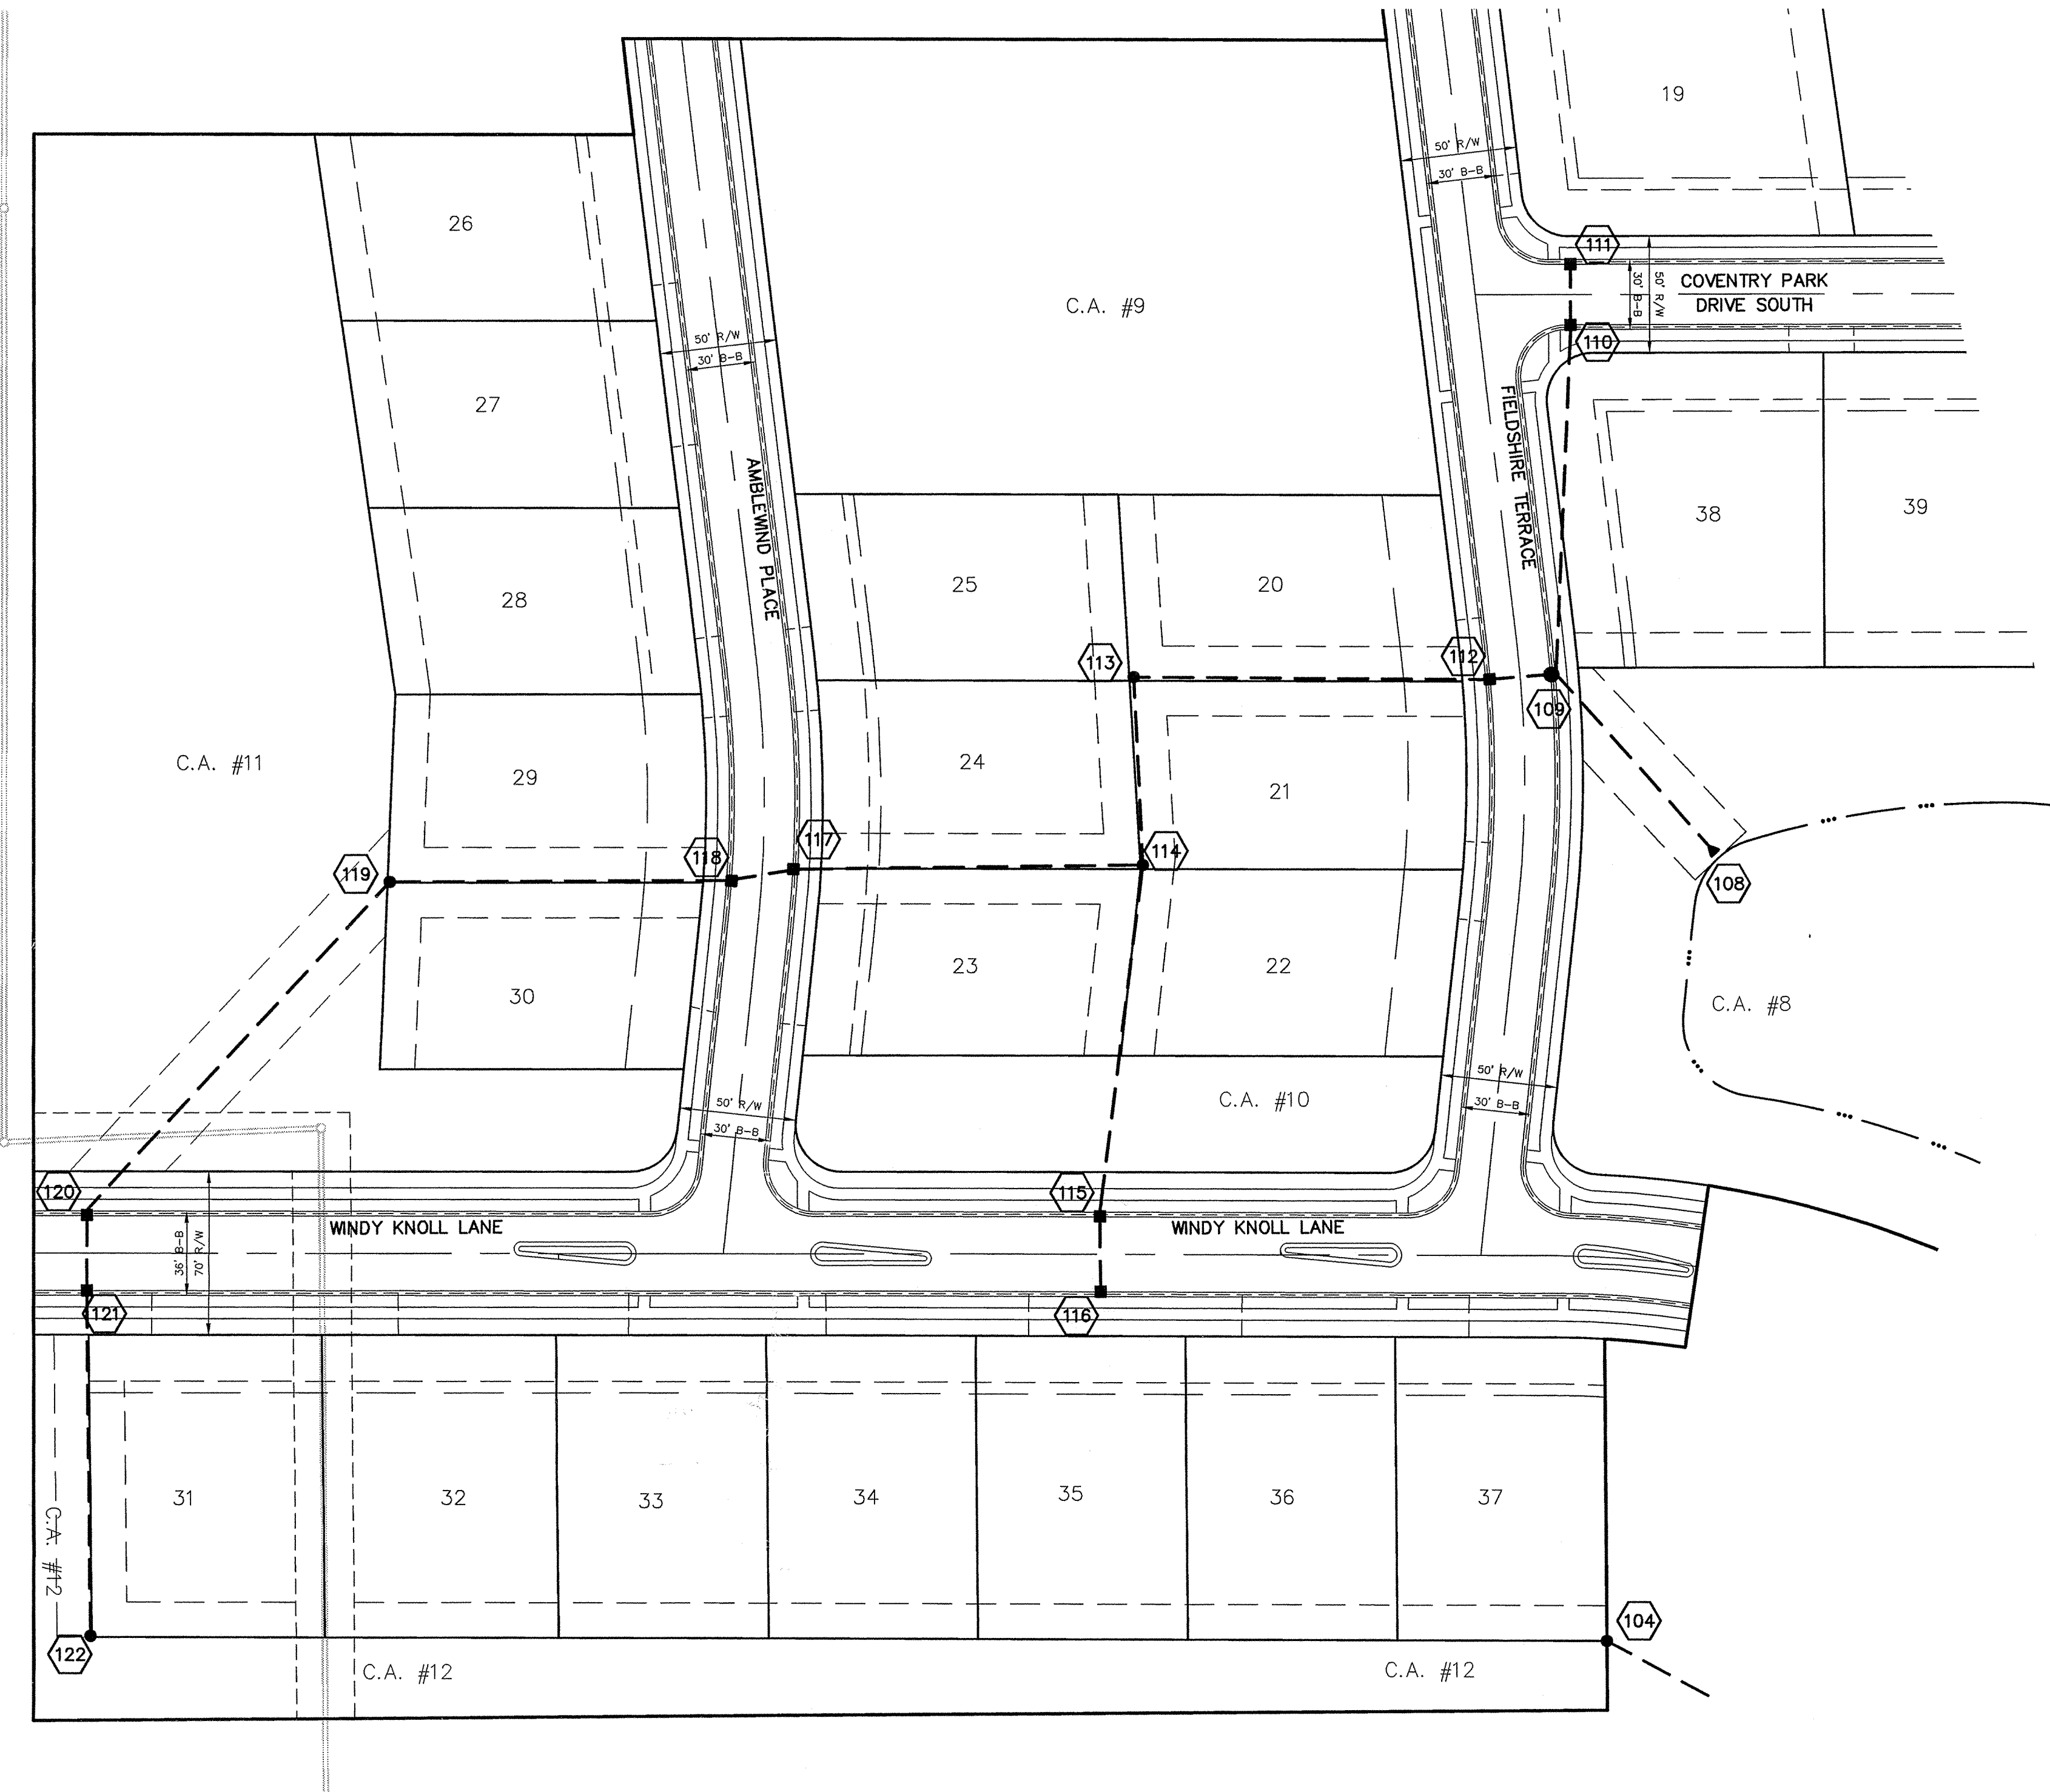 19
50' R/W
30' B-B
26
111
COVENTRY PARK
DRIVE SOUTH
50' R/W
30' B-B
C.A. #9
110
50' R/W
30' B-B
27
FIELDSHIRE TERRACE
AMBLEWIND PLACE
38
39
28
25
20
113
112
109
C.A. #11
29
24
21
117
118
114
119
108
30
23
22
C.A. #8
50' R/W
30' B-B
C.A. #10
50' R/W
30' B-B
120
115
WINDY KNOLL LANE
WINDY KNOLL LANE
36' B-B
70' R/W
121
116
31
32
33
34
35
36
37
C.A. #12
104
122
C.A. #12
C.A. #12